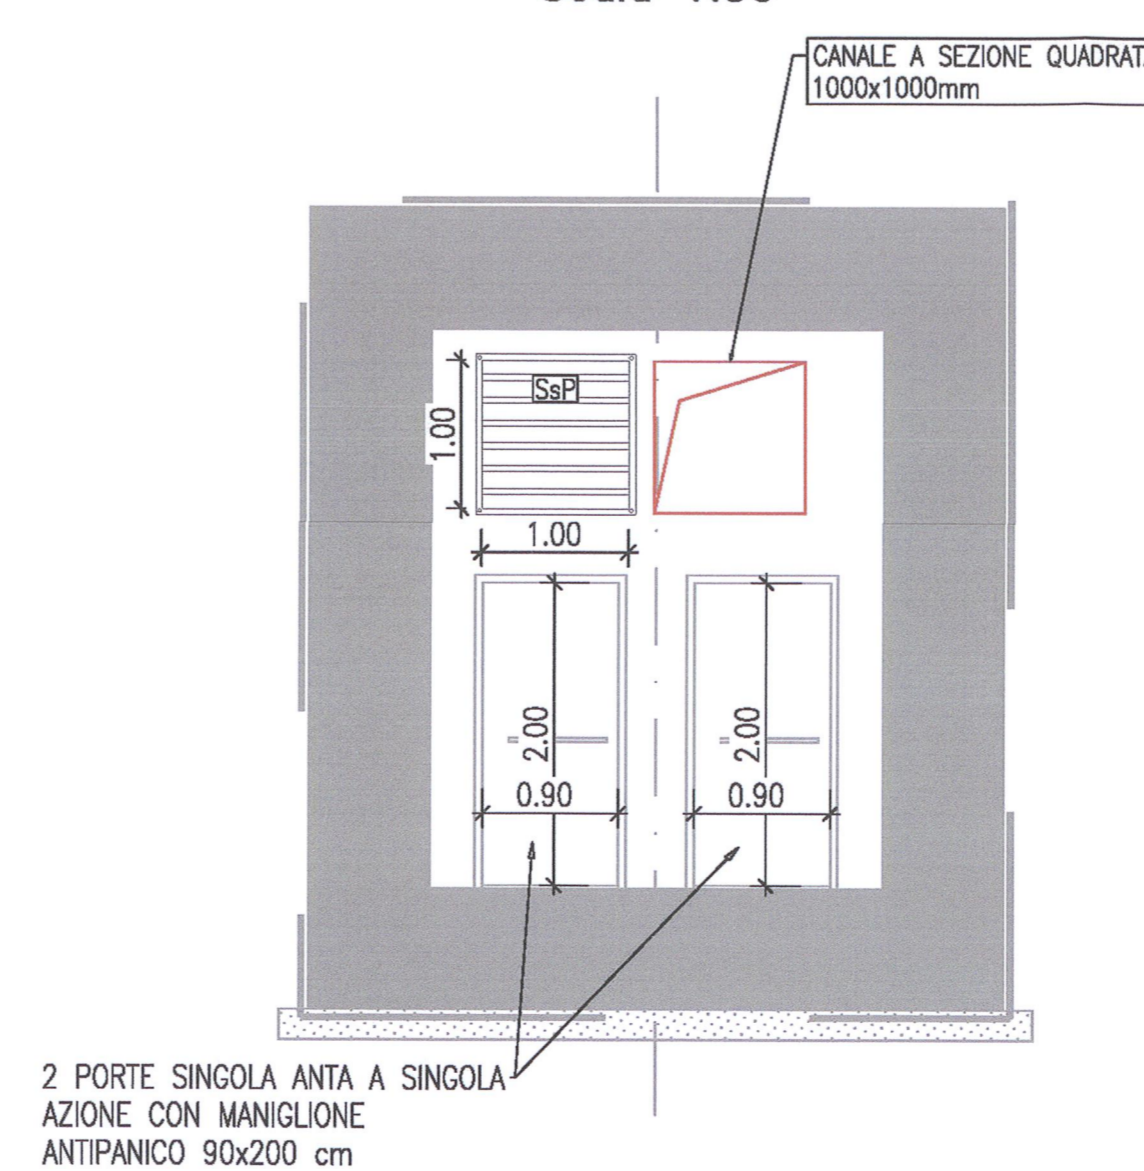 CANALE A SEZIONE QUADRAT
1000x1000mm
SsP
1.00
1.00
2.00
2.00
0.90
0.90
2 PORTE SINGOLA ANTA A SINGOLA
AZIONE CON MANIGLIONE
ANTIPANICO 90x200 cm